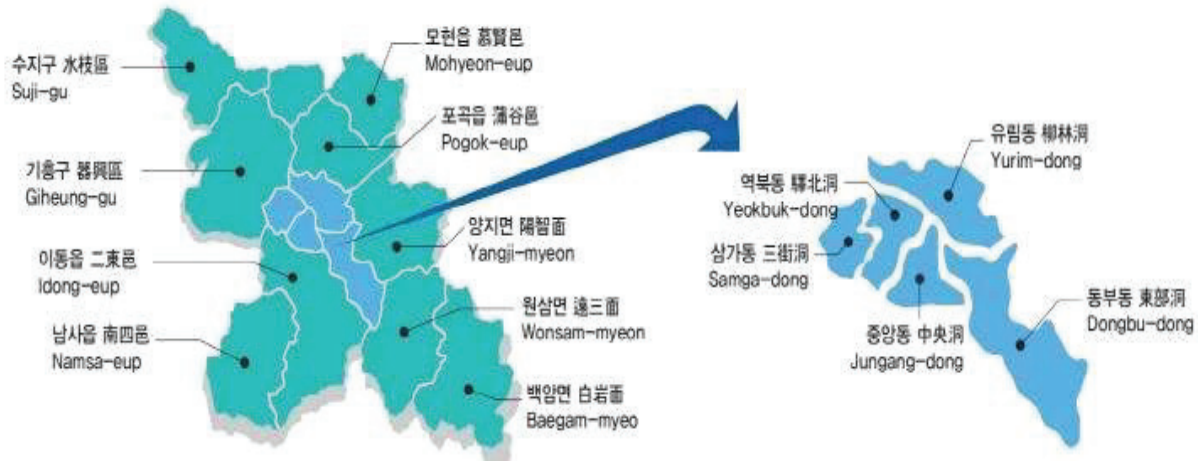 수지구 水枝區
Suji-gu
기흥구 器興區
Giheung-gu
이동읍 二東邑
Idong-eup
남사읍 南四邑
Namsa-eup
모현읍 慕賢邑
Mohyeon-eup
포곡읍 蒲谷邑
Pogok-eup
양지면 陽智面
Yangji-myeon
원삼면 遠三面
Wonsam-myeon
백암면 白岩面
Baegam-myeo
유림동 柳林洞
Yurim-dong
역북동 驛北洞
Yeokbuk-dong
삼가동 三街洞
Samga-dong
중앙동 中央洞
Jungang-dong
동부동 東部洞
Dongbu-dong